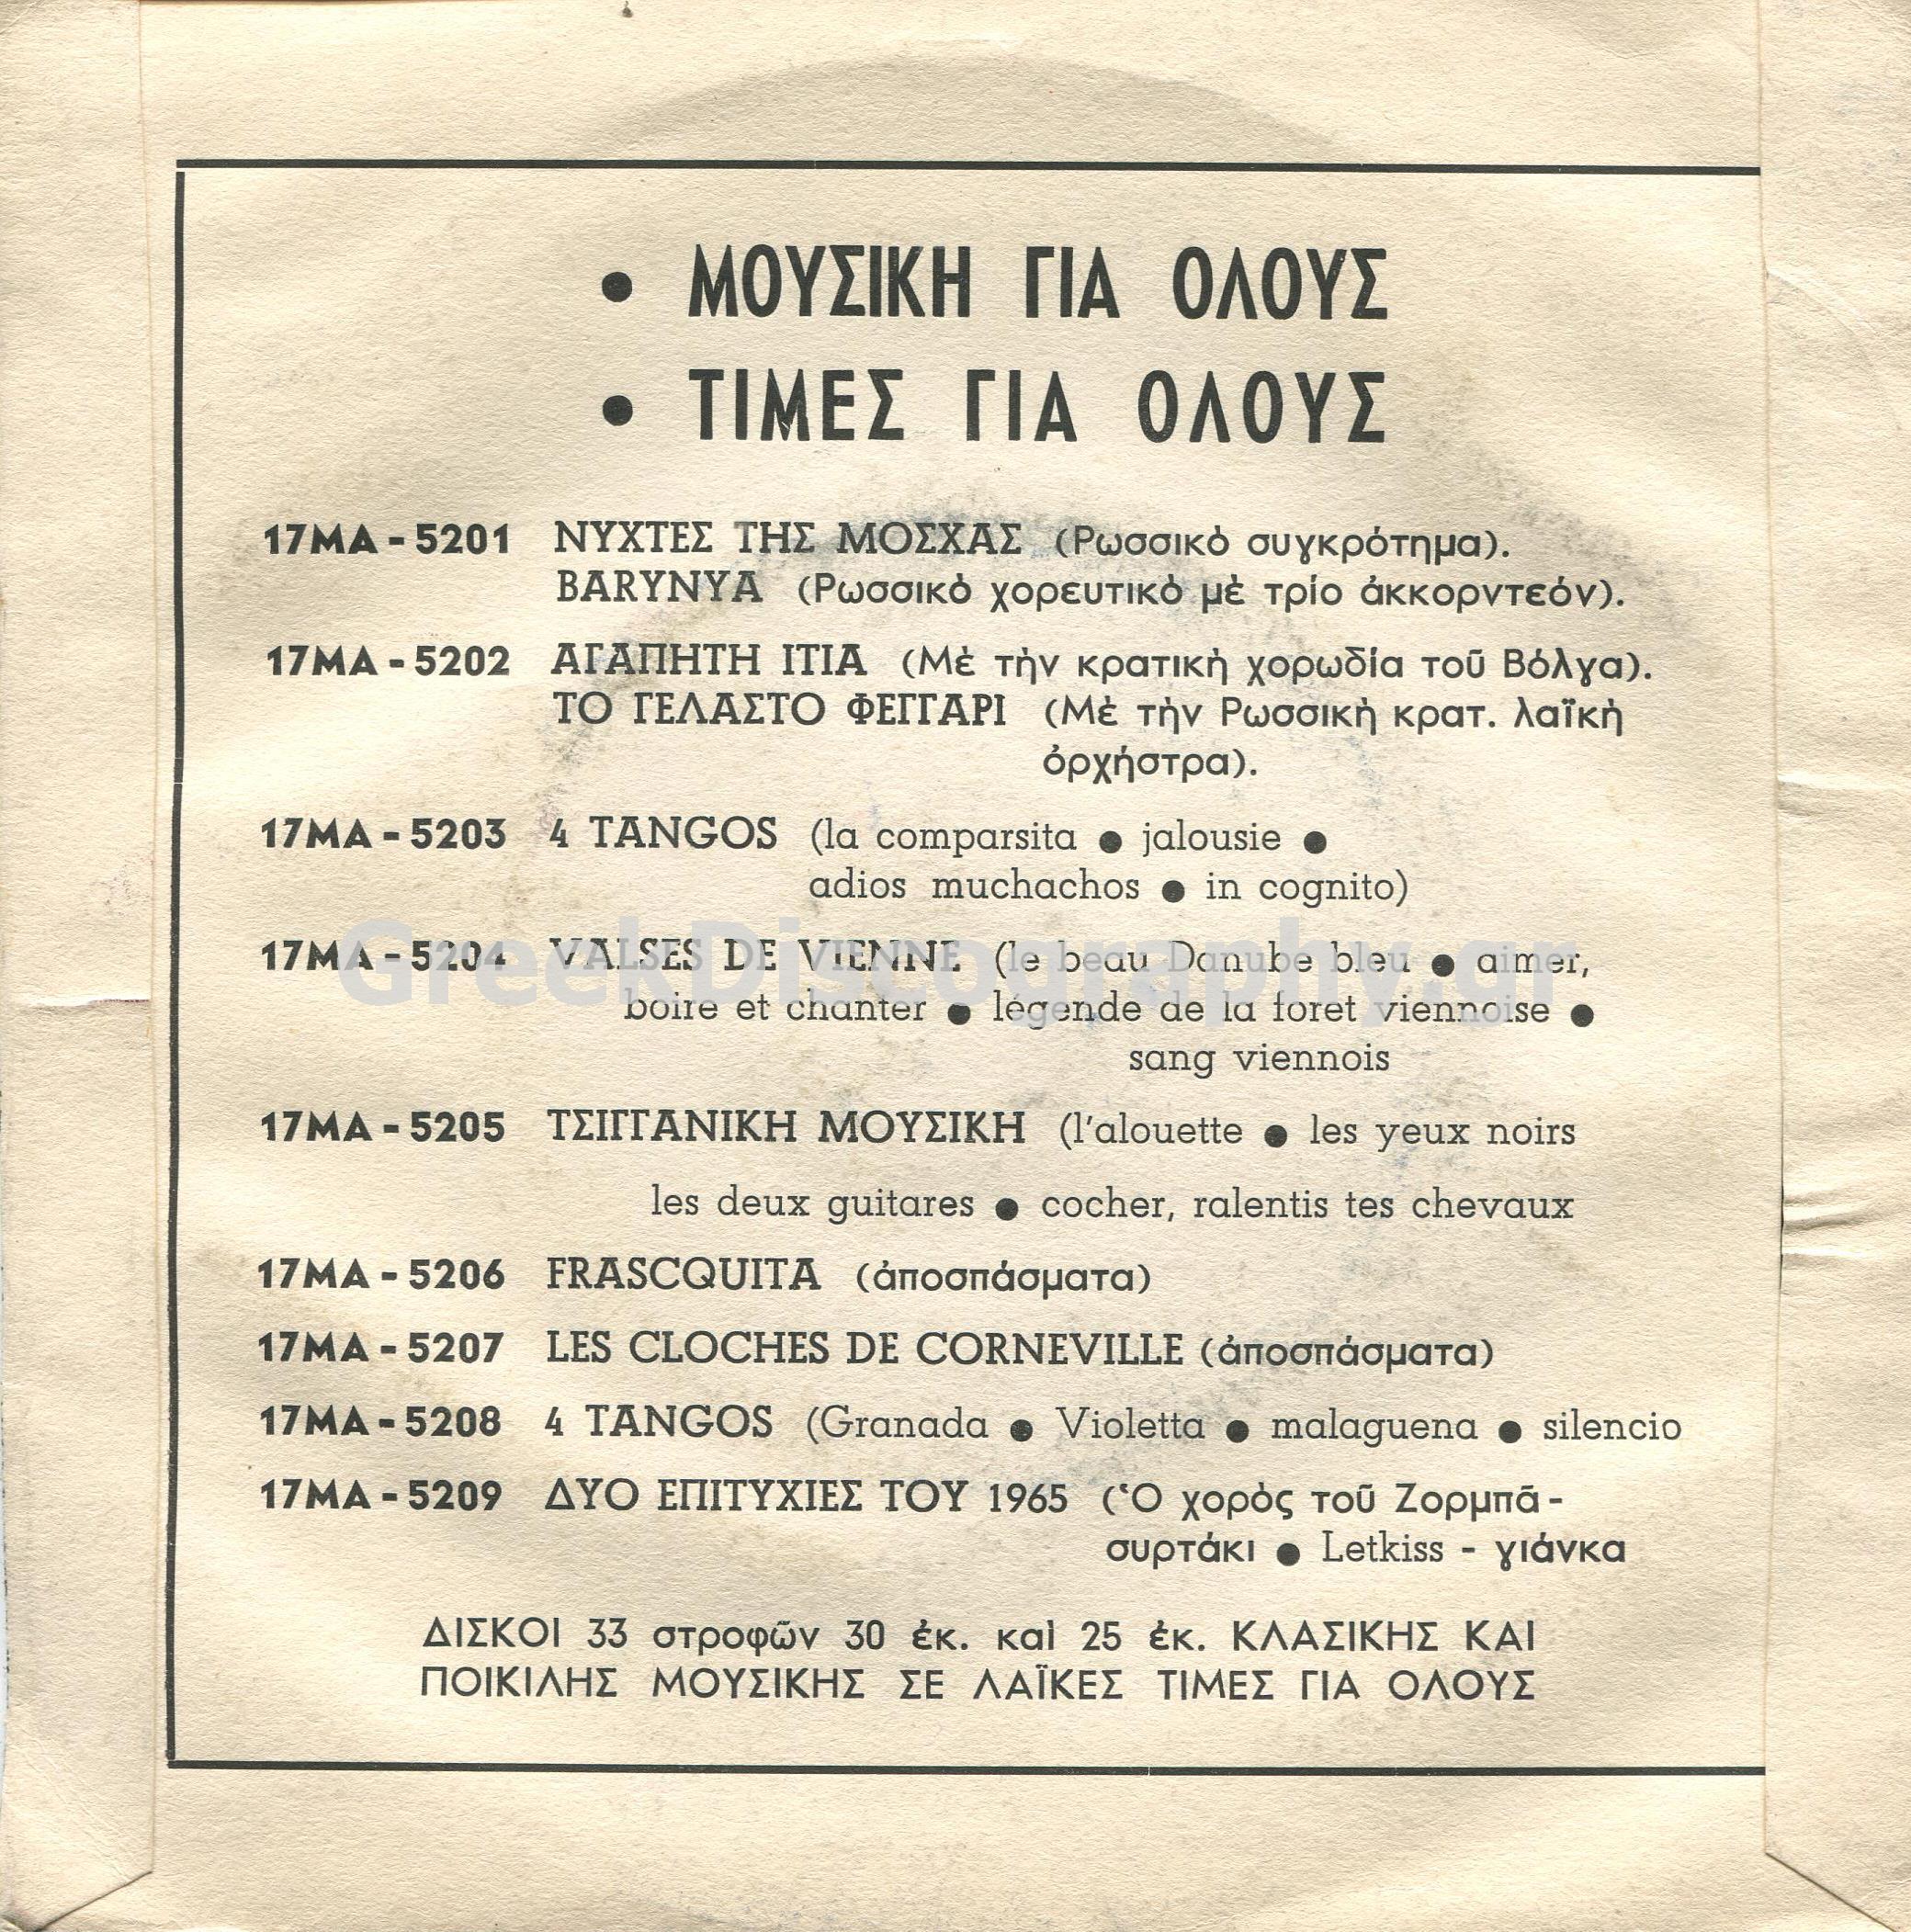 • ΜΟΥΣΙΚΗ ΓΙΑ ΟΛΟΥΣ
• ΤΙΜΕΣ ΓΙΑ ΟΛΟΥΣ
17ΜΑ - 5201 ΝΥΧΤΕΣ ΤΗΣ ΜΟΣΧΑΣ (Ρωσσικὸ συγκρότημα).
BARYNYA (Ρωσσικὸ χορευτικὸ μὲ τρίο ἀκκορντεόν).
17ΜΑ - 5202 ΑΓΑΠΗΤΗ ΙΤΙΑ (Μὲ τὴν κρατικὴ χορωδία τοῦ Βόλγα).
ΤΟ ΓΕΛΑΣΤΟ ΦΕΓΓΑΡΙ (Μὲ τὴν Ρωσσικὴ κρατ. λαϊκὴ
ὀρχήστρα).
17ΜΑ - 5203 4 TANGOS (la comparsita • jalousie •
adios muchachos • in cognito)
17ΜΑ - 5204 VALSES DE VIENNE (le beau Danube bleu • aimer,
GreekDiscography.gr
boire et chanter • légende de la foret viennoise •
sang viennois
17ΜΑ - 5205 ΤΣΙΓΓΑΝΙΚΗ ΜΟΥΣΙΚΗ (l'alouette • les yeux noirs
les deux guitares • cocher, ralentis tes chevaux
17ΜΑ - 5206 FRASCQUITA (ἀποσπάσματα)
17ΜΑ - 5207 LES CLOCHES DE CORNEVILLE (ἀποσπάσματα)
17ΜΑ - 5208 4 TANGOS (Granada • Violetta • malaguena • silencio
17ΜΑ - 5209 ΔΥΟ ΕΠΙΤΥΧΙΕΣ ΤΟΥ 1965 (Ὁ χορὸς τοῦ Ζορμπᾶ -
συρτάκι • Letkiss - γιάνκα
ΔΙΣΚΟΙ 33 στροφῶν 30 ἐκ. καὶ 25 ἐκ. ΚΛΑΣΙΚΗΣ ΚΑΙ
ΠΟΙΚΙΛΗΣ ΜΟΥΣΙΚΗΣ ΣΕ ΛΑΪΚΕΣ ΤΙΜΕΣ ΓΙΑ ΟΛΟΥΣ